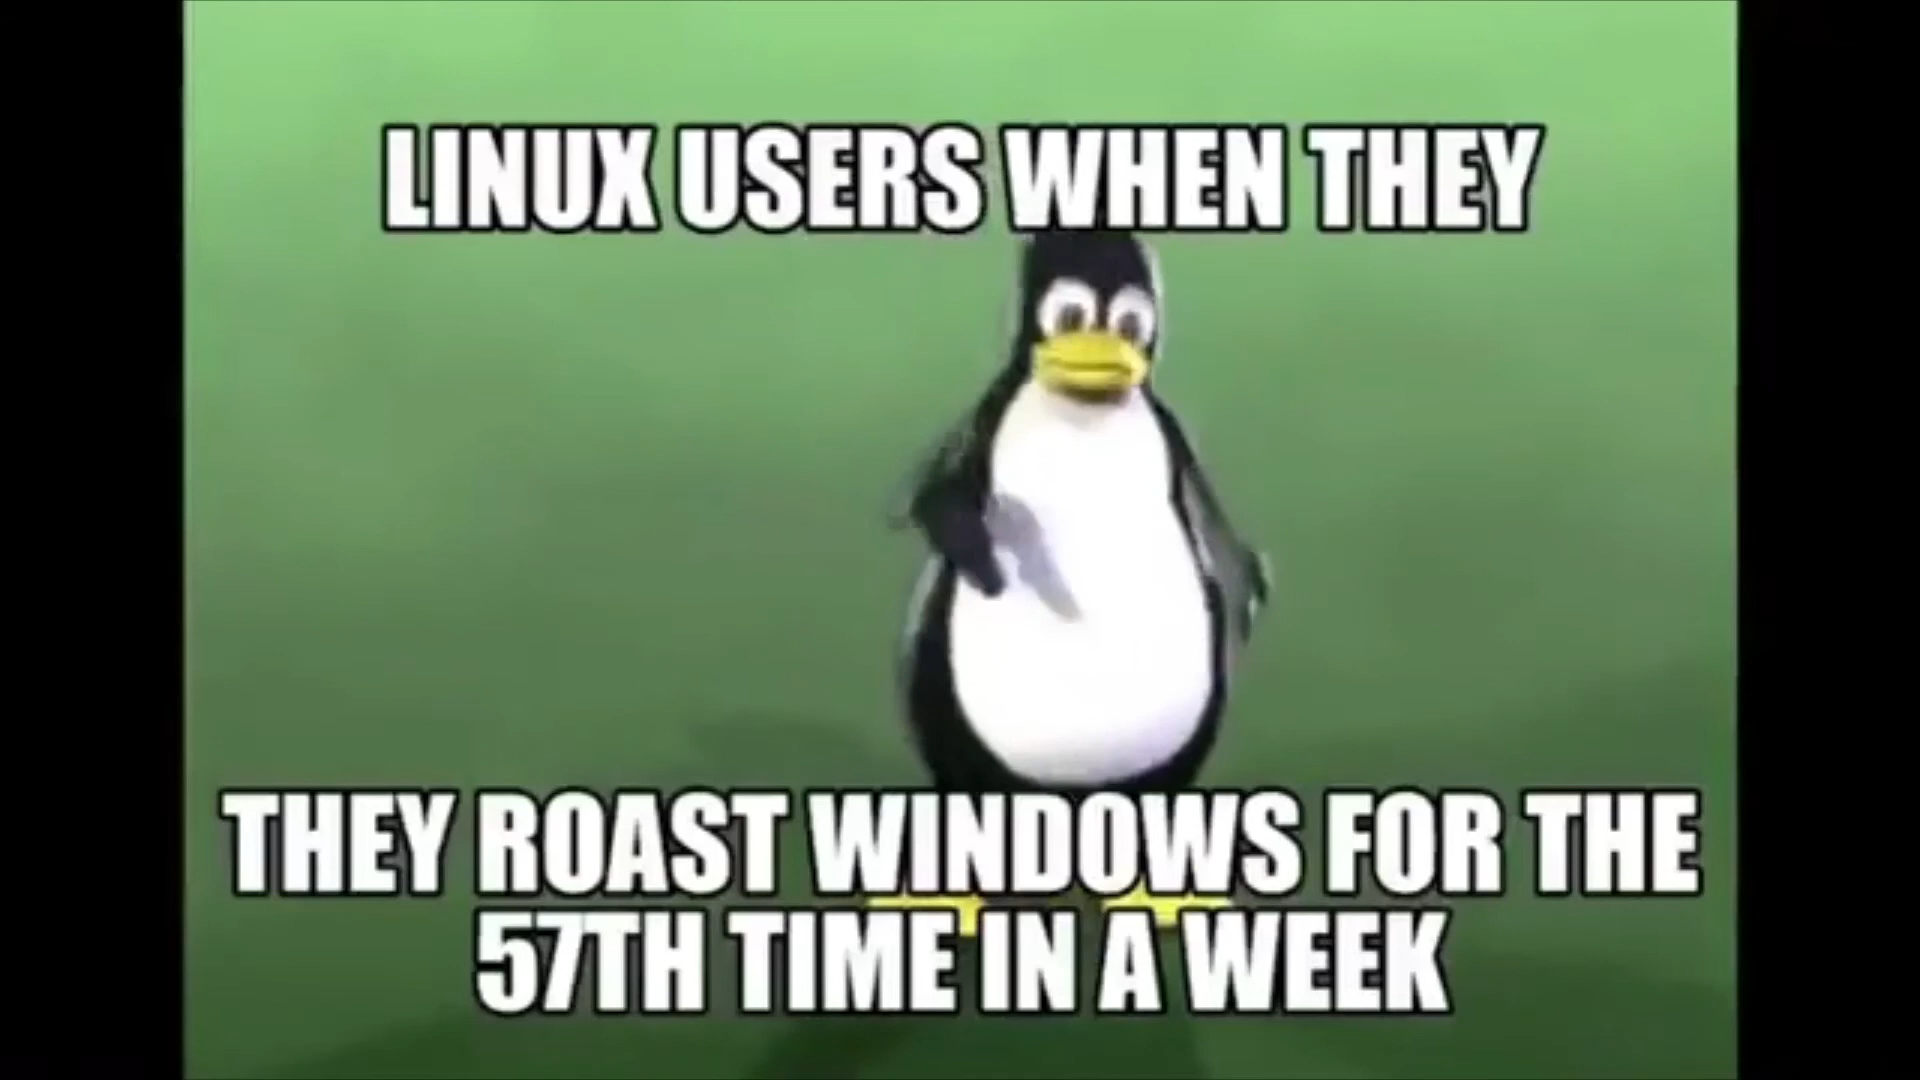 LINUX USERS WHEN THEY
THEY ROAST WINDOWS FOR THE
57TH TIME IN A WEEK